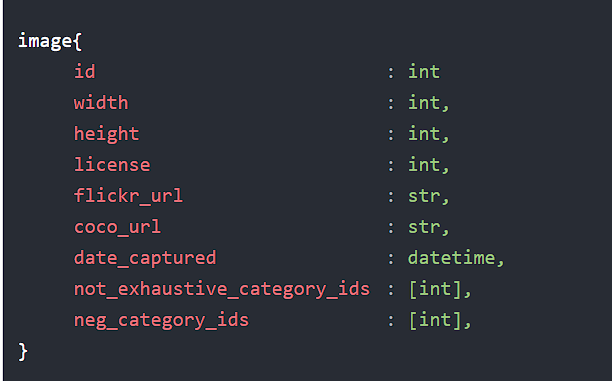 image{
id : int
width : int,
height : int,
license : int,
flickr_url : str,
coco_url : str,
date_captured : datetime,
not_exhaustive_category_ids : [int],
neg_category_ids : [int],
}